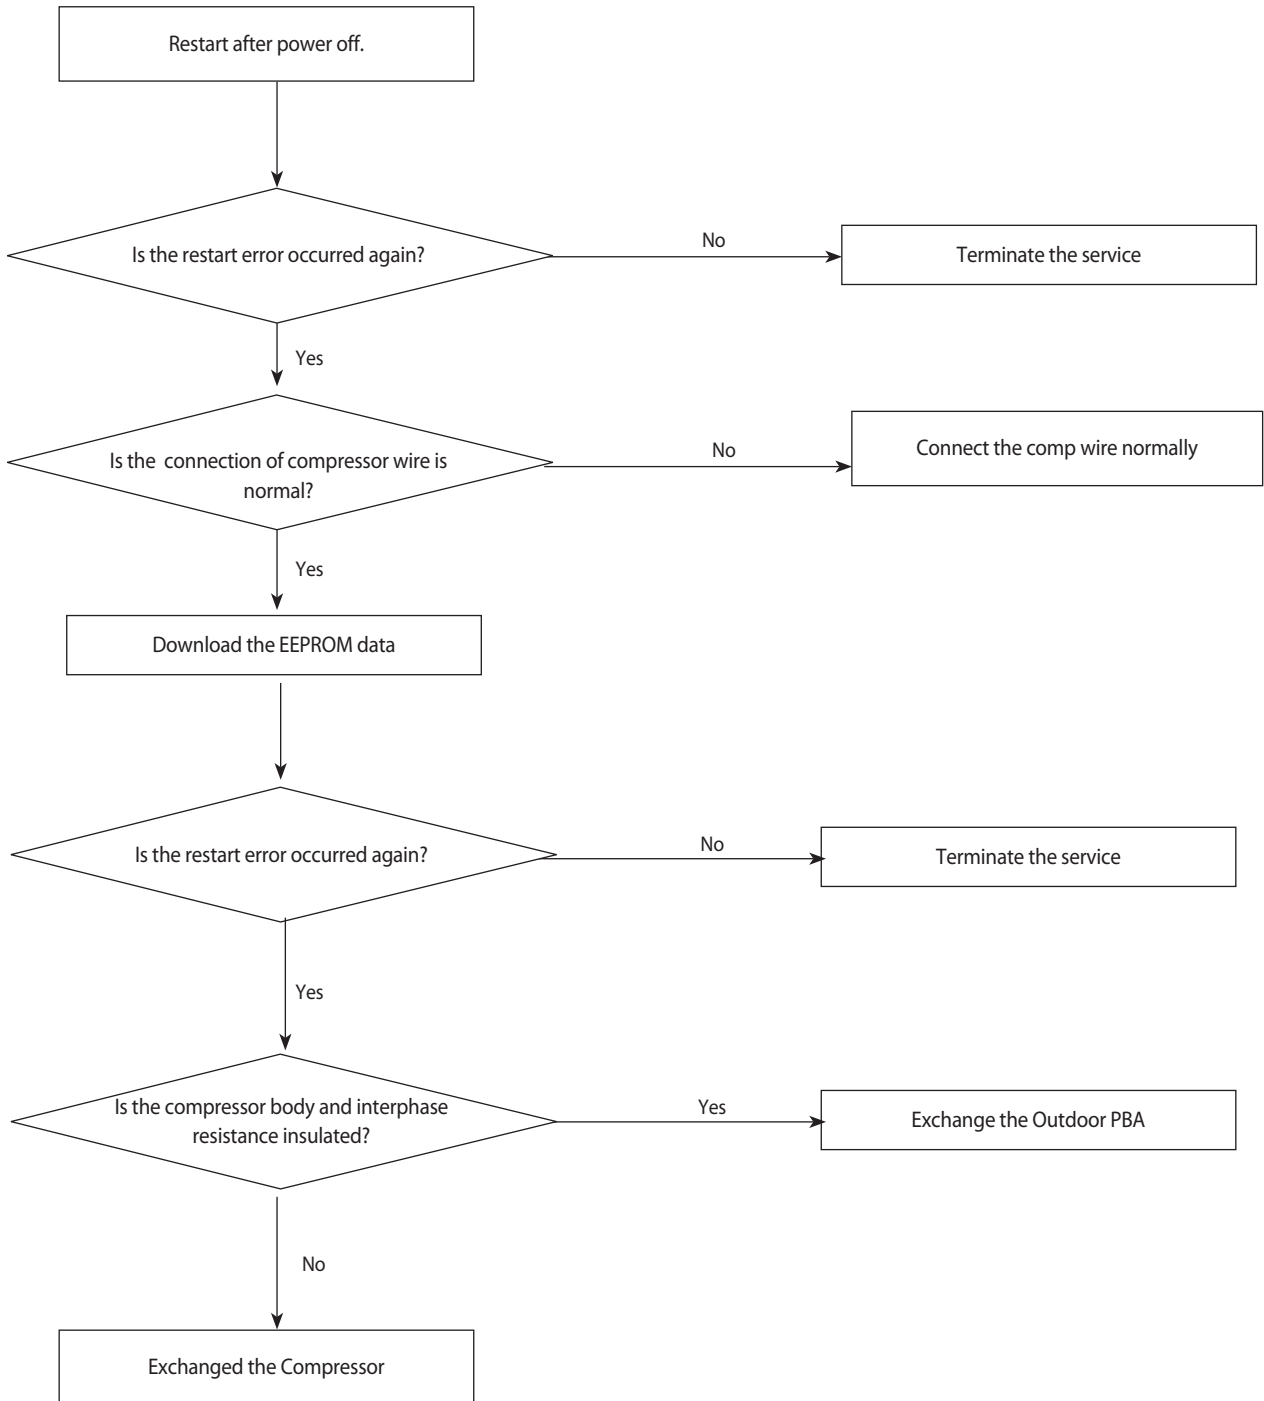 Restart after power off.
Is the restart error occurred again?
No
Terminate the service
Yes
Is the  connection of compressor wire is
normal?
No
Connect the comp wire normally
Yes
Download the EEPROM data
Is the restart error occurred again?
No
Terminate the service
Yes
Is the compressor body and interphase
resistance insulated?
Yes
Exchange the Outdoor PBA
No
Exchanged the Compressor